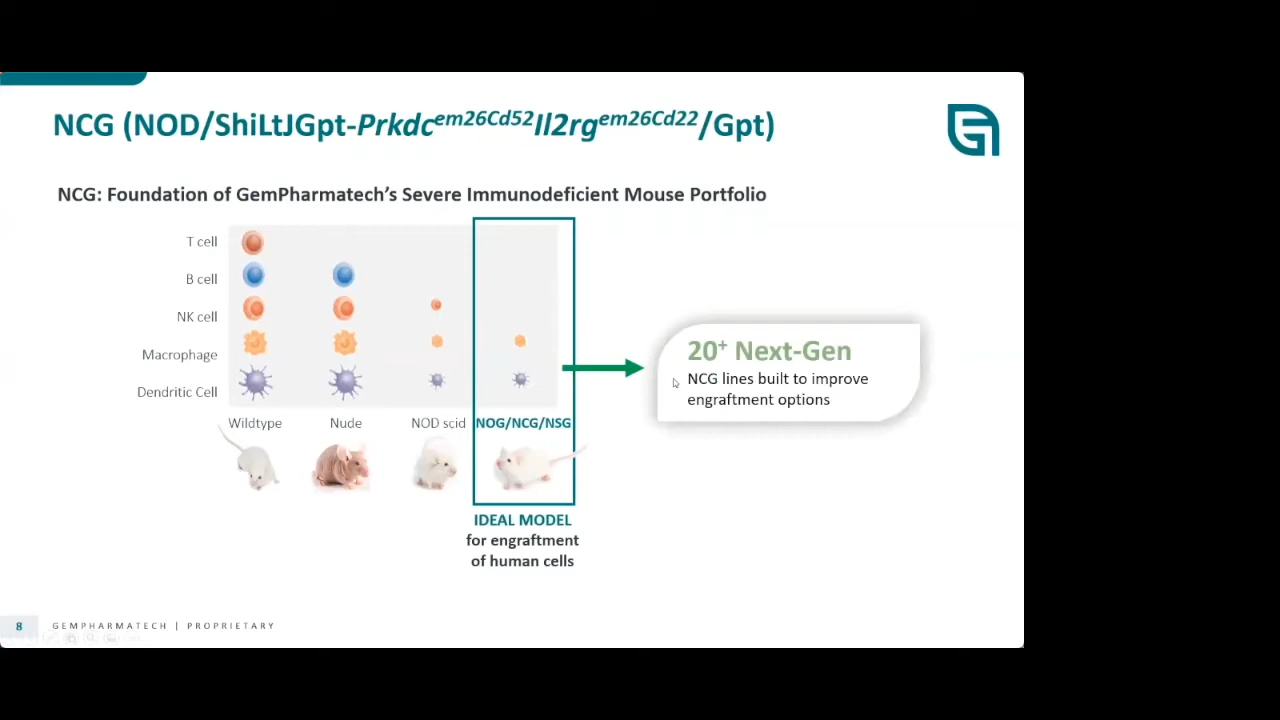 NCG (NOD/ShiLtJGpt-Prkdcem26Cd52Il2rgem26Cd22/Gpt)
NCG: Foundation of GemPharmatech’s Severe Immunodeficient Mouse Portfolio
T cell
B cell
NK cell
Macrophage
Dendritic Cell
Wildtype
Nude
NOD scid
NOG/NCG/NSG
IDEAL MODEL
for engraftment
of human cells
20+ Next-Gen
NCG lines built to improve
engraftment options
8
GEMPHARMATECH | PROPRIETARY